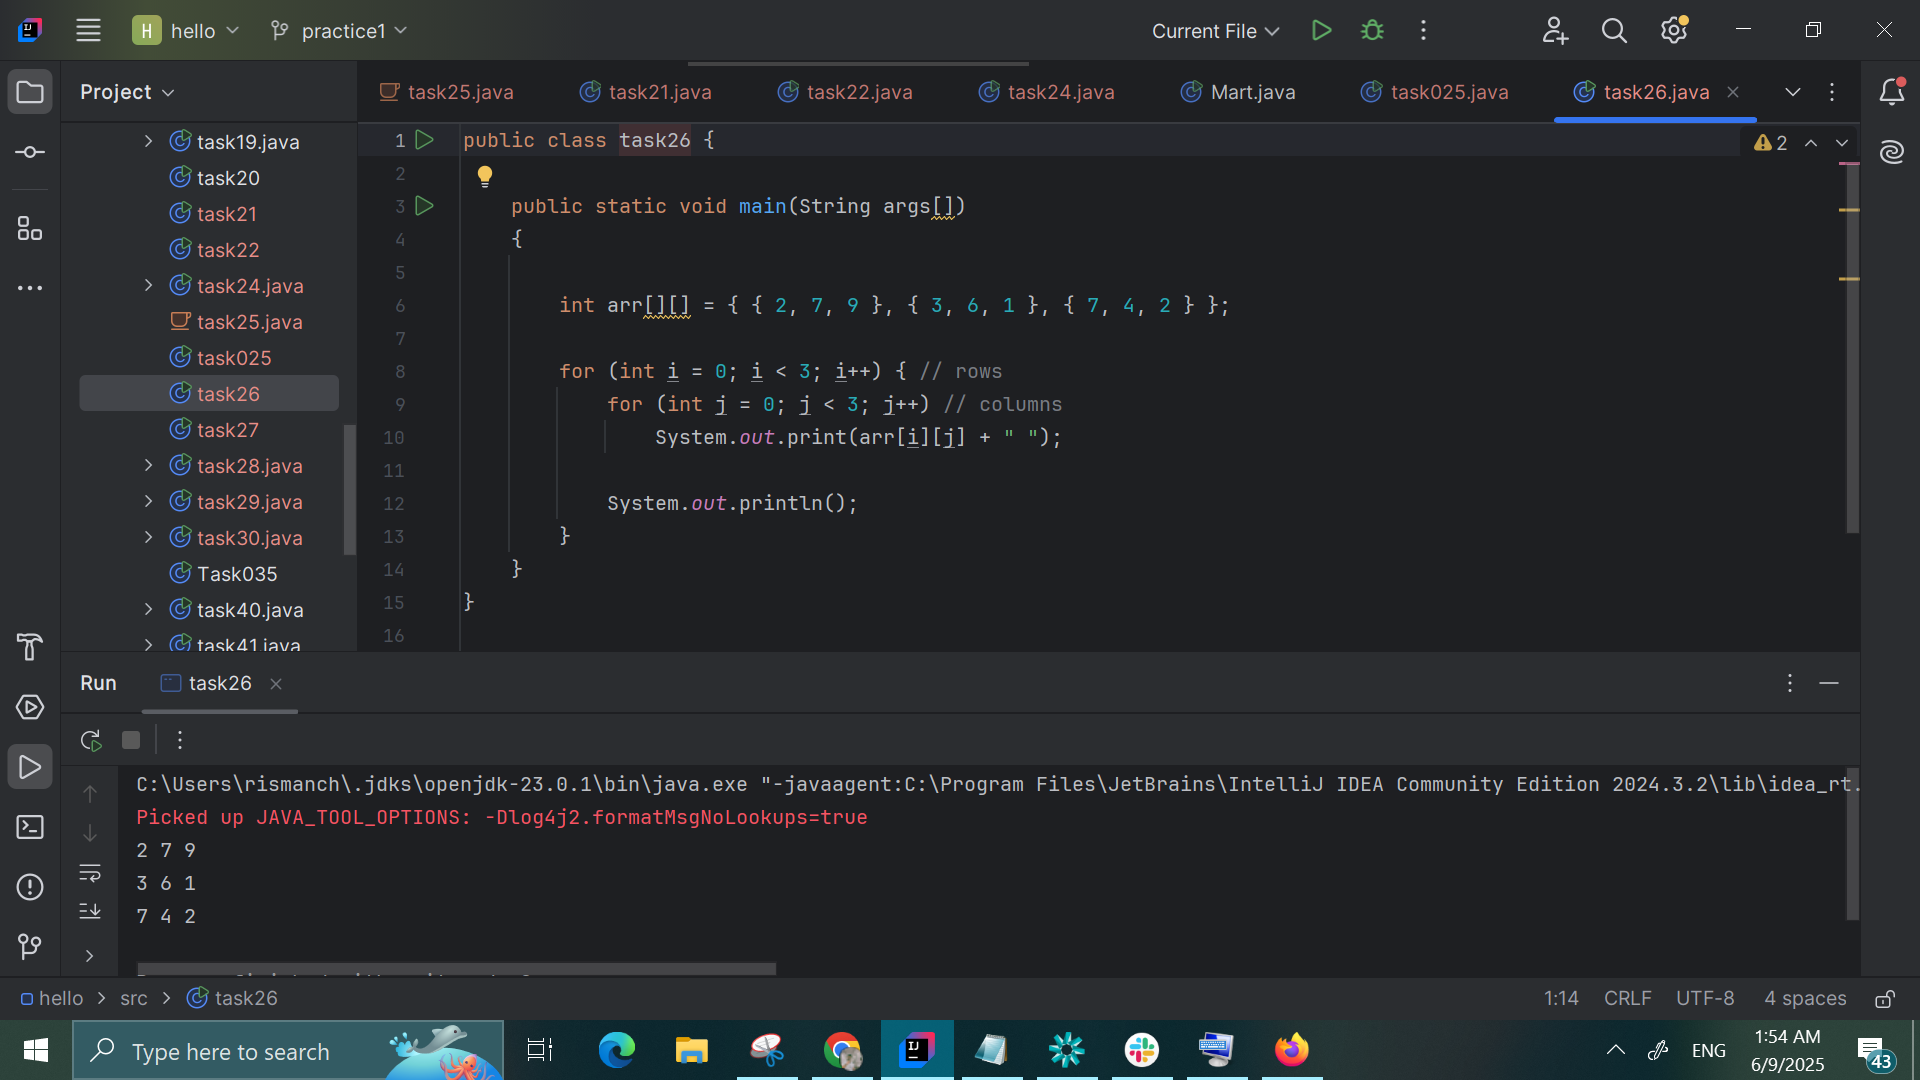 H hello practice1 Current File
Project task25.java task21.java task22.java task24.java Mart.java task025.java task26.java
task19.java
task20
task21
task22
task24.java
task25.java
task025
task26
task27
task28.java
task29.java
task30.java
Task035
task40.java
task41.java
2
1 public class task26 {
2
3 public static void main(String args[])
4 {
5
6 int arr[][] = { { 2, 7, 9 }, { 3, 6, 1 }, { 7, 4, 2 } };
7
8 for (int i = 0; i < 3; i++) { // rows
9 for (int j = 0; j < 3; j++) // columns
10 System.out.print(arr[i][j] + " ");
11
12 System.out.println();
13 }
14 }
15 }
16
Run task26
C:\Users\rismanch\.jdks\openjdk-23.0.1\bin\java.exe "-javaagent:C:\Program Files\JetBrains\IntelliJ IDEA Community Edition 2024.3.2\lib\idea_rt.
Picked up JAVA_TOOL_OPTIONS: -Dlog4j2.formatMsgNoLookups=true
2 7 9
3 6 1
7 4 2
hello > src > task26 1:14 CRLF UTF-8 4 spaces
Type here to search IJ ENG 1:54 AM
6/9/2025
43